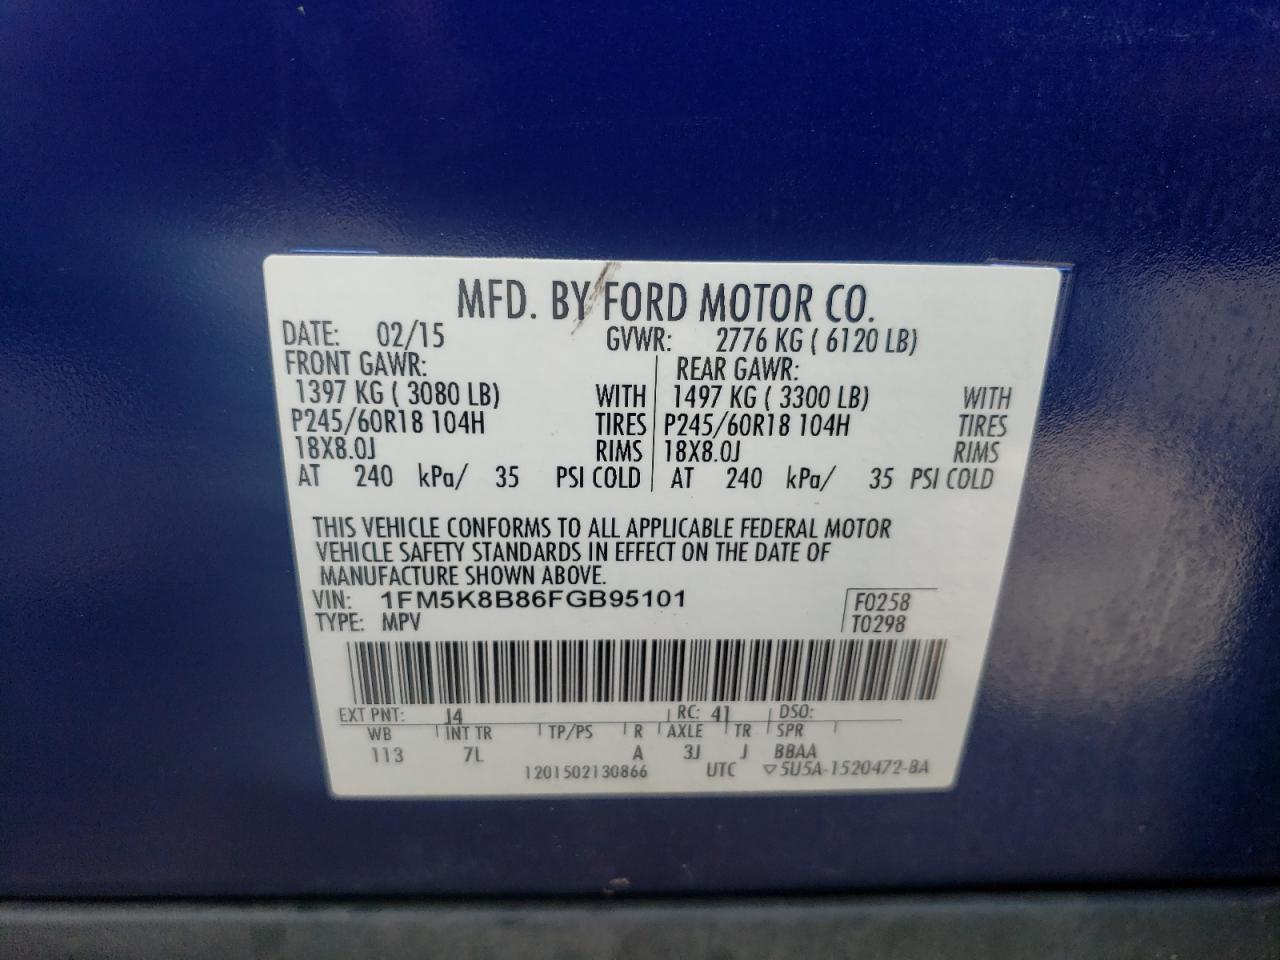 MFD. BY FORD MOTOR CO.
DATE: 02/15 GVWR: 2776 KG ( 6120 LB)
FRONT GAWR: REAR GAWR:
1397 KG ( 3080 LB) WITH 1497 KG ( 3300 LB) WITH
P245/60R18 104H TIRES P245/60R18 104H TIRES
18X8.0J RIMS 18X8.0J RIMS
AT 240 kPa/ 35 PSI COLD AT 240 kPa/ 35 PSI COLD
THIS VEHICLE CONFORMS TO ALL APPLICABLE FEDERAL MOTOR
VEHICLE SAFETY STANDARDS IN EFFECT ON THE DATE OF
MANUFACTURE SHOWN ABOVE.
VIN: 1FM5K8B86FGB95101 F0258
TYPE: MPV T0298
EXT PNT: J4 RC: 41 DSO:
WB INT TR TP/PS R AXLE TR SPR
113 7L A 3J J BBAA
1201502130866 UTC ▽5U5A-1520472-BA